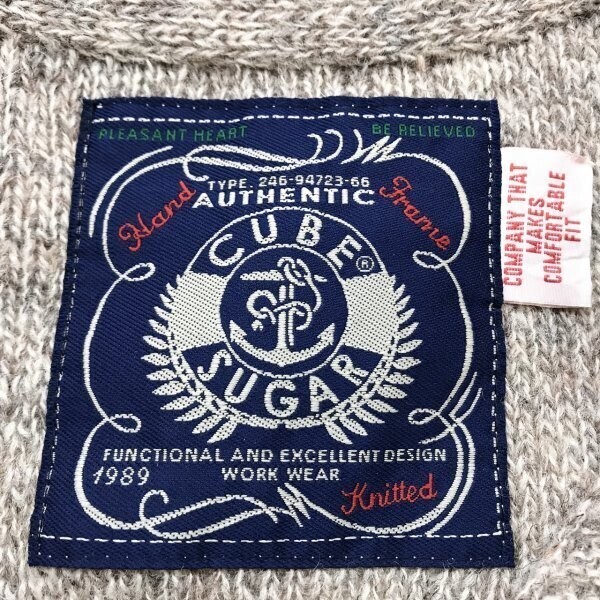 PLEASANT HEART BE RELIEVED
TYPE. 246-94723-66
AUTHENTIC
Hand Frame
CUBE®
SUGAR
FUNCTIONAL AND EXCELLENT DESIGN
1989 WORK WEAR
Knitted
COMPANY THAT
MAKES
COMFORTABLE
FIT